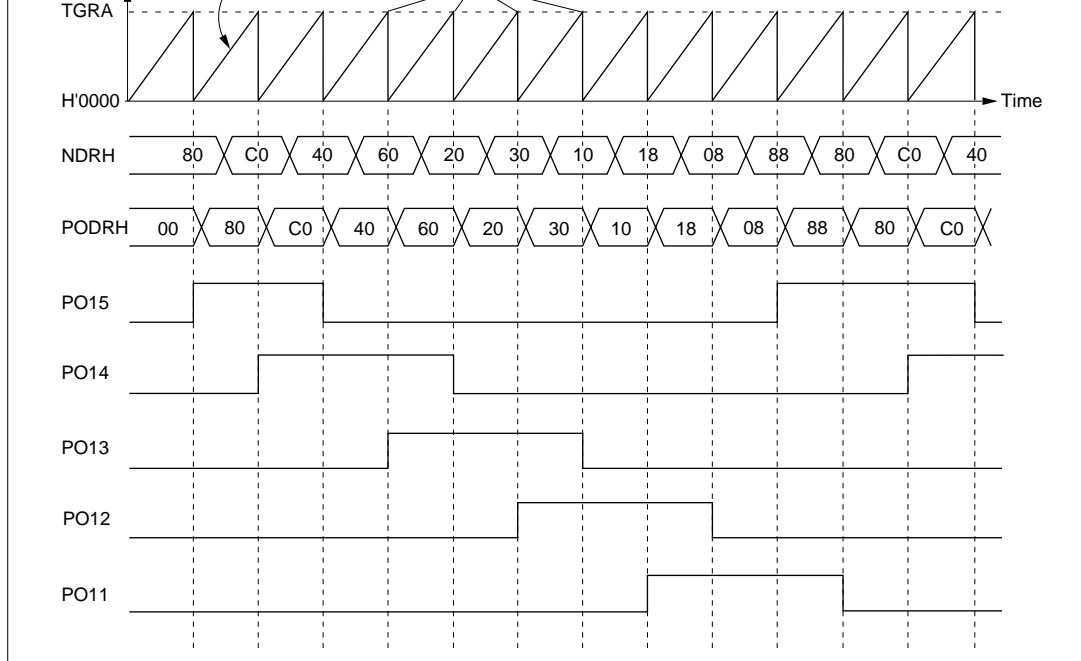 TGRA
H'0000
Time
NDRH 80 C0 40 60 20 30 10 18 08 88 80 C0 40
PODRH 00 80 C0 40 60 20 30 10 18 08 88 80 C0
PO15
PO14
PO13
PO12
PO11